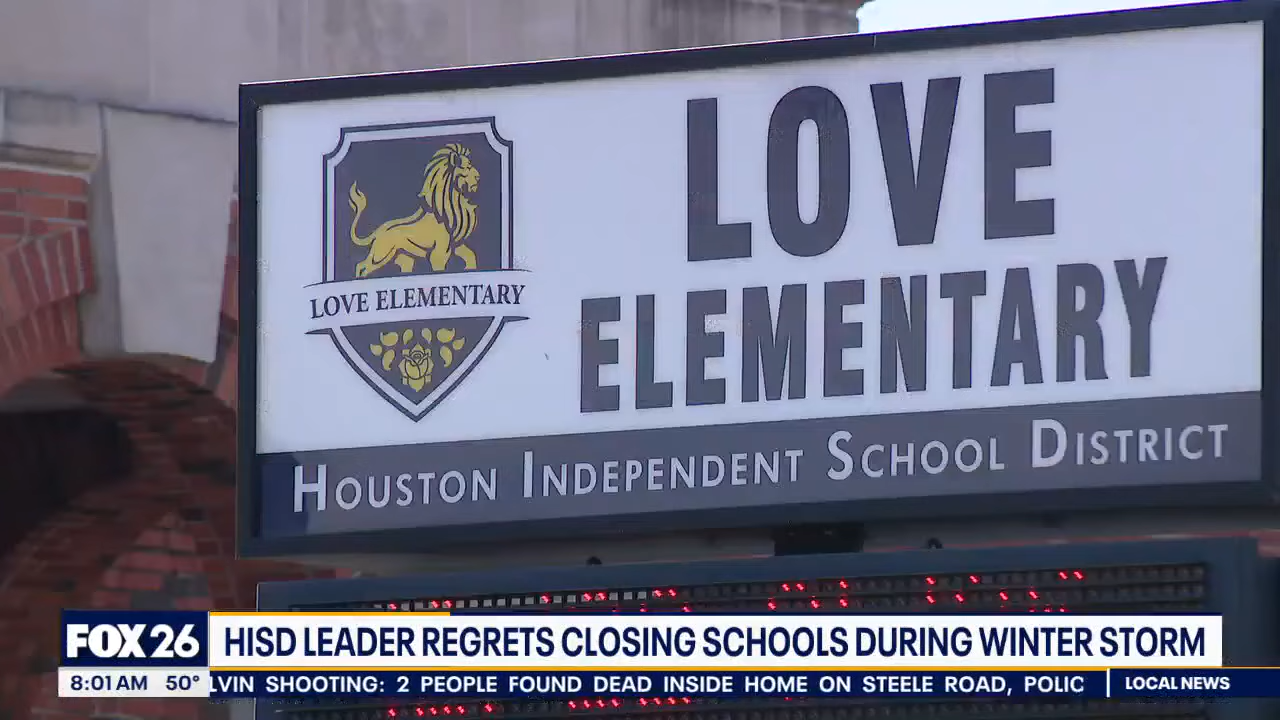 LOVE
ELEMENTARY
LOVE ELEMENTARY
HOUSTON INDEPENDENT SCHOOL DISTRICT
FOX 26
HISD LEADER REGRETS CLOSING SCHOOLS DURING WINTER STORM
8:01 AM 50°
LVIN SHOOTING: 2 PEOPLE FOUND DEAD INSIDE HOME ON STEELE ROAD, POLIC
LOCAL NEWS